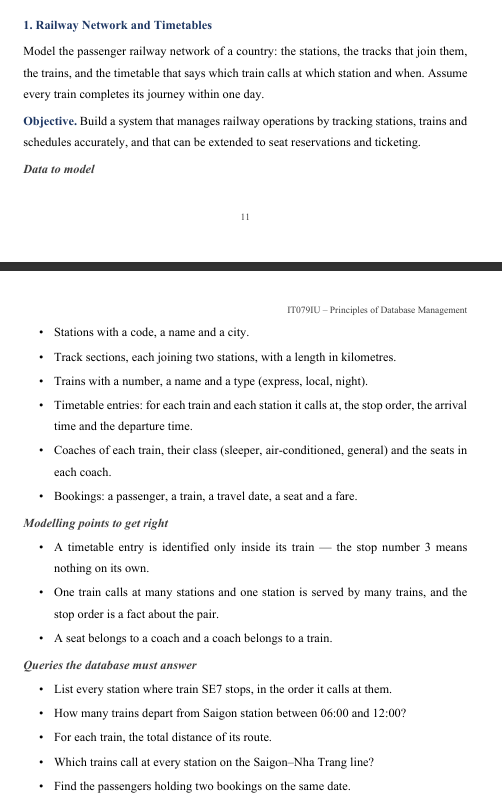 1. Railway Network and Timetables
Model the passenger railway network of a country: the stations, the tracks that join them,
the trains, and the timetable that says which train calls at which station and when. Assume
every train completes its journey within one day.
Objective. Build a system that manages railway operations by tracking stations, trains and
schedules accurately, and that can be extended to seat reservations and ticketing.
Data to model
11
IT079IU – Principles of Database Management
• Stations with a code, a name and a city.
• Track sections, each joining two stations, with a length in kilometres.
• Trains with a number, a name and a type (express, local, night).
• Timetable entries: for each train and each station it calls at, the stop order, the arrival
time and the departure time.
• Coaches of each train, their class (sleeper, air-conditioned, general) and the seats in
each coach.
• Bookings: a passenger, a train, a travel date, a seat and a fare.
Modelling points to get right
• A timetable entry is identified only inside its train — the stop number 3 means
nothing on its own.
• One train calls at many stations and one station is served by many trains, and the
stop order is a fact about the pair.
• A seat belongs to a coach and a coach belongs to a train.
Queries the database must answer
• List every station where train SE7 stops, in the order it calls at them.
• How many trains depart from Saigon station between 06:00 and 12:00?
• For each train, the total distance of its route.
• Which trains call at every station on the Saigon–Nha Trang line?
• Find the passengers holding two bookings on the same date.